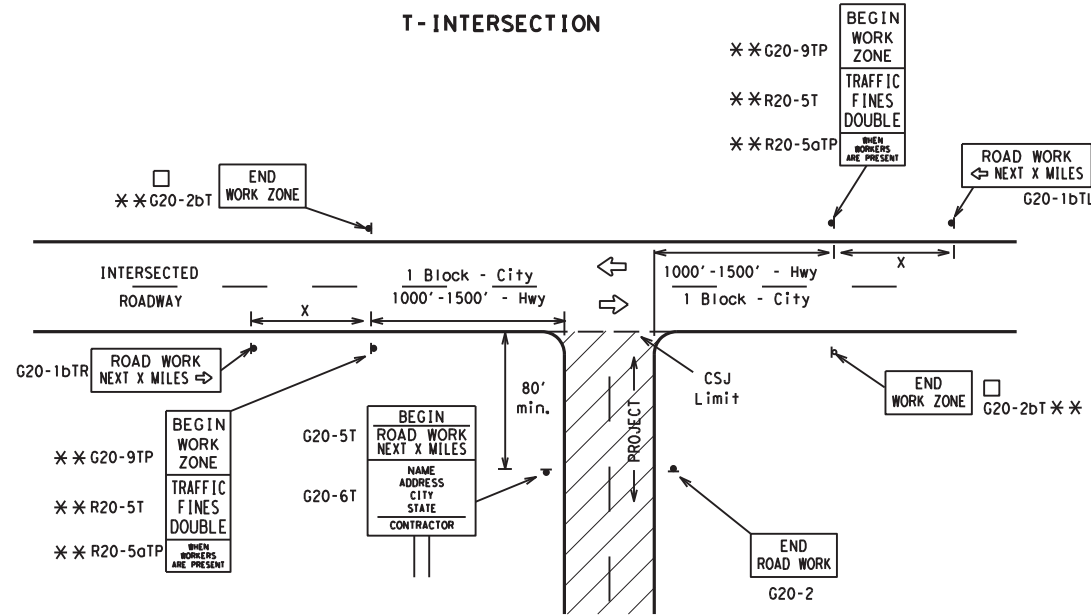 T-INTERSECTION
BEGIN
WORK
ZONE
**G20-9TP
TRAFFIC
FINES
DOUBLE
**R20-5T
WHEN
WORKERS
ARE PRESENT
**R20-5aTP
ROAD WORK
⇦ NEXT X MILES
G20-1bTL
□
**G20-2bT
END
WORK ZONE
INTERSECTED
ROADWAY
1 Block - City
1000'-1500' - Hwy
1000'-1500' - Hwy
1 Block - City
X
X
G20-1bTR
ROAD WORK
NEXT X MILES ⇨
80'
min.
CSJ
Limit
PROJECT
END
WORK ZONE
□
G20-2bT **
BEGIN
WORK
ZONE
**G20-9TP
TRAFFIC
FINES
DOUBLE
**R20-5T
WHEN
WORKERS
ARE PRESENT
**R20-5aTP
G20-5T
BEGIN
ROAD WORK
NEXT X MILES
G20-6T
NAME
ADDRESS
CITY
STATE
CONTRACTOR
END
ROAD WORK
G20-2